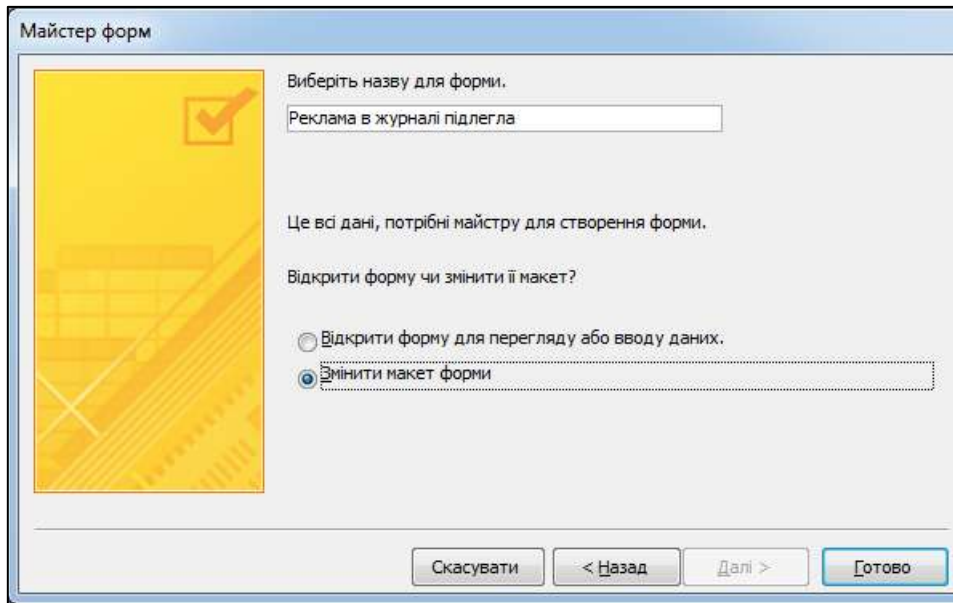 Майстер форм
Виберіть назву для форми.
Реклама в журналі підлегла
Це всі дані, потрібні майстру для створення форми.
Відкрити форму чи змінити її макет?
Відкрити форму для перегляду або вводу даних.
Змінити макет форми
Скасувати < Назад Далі > Готово